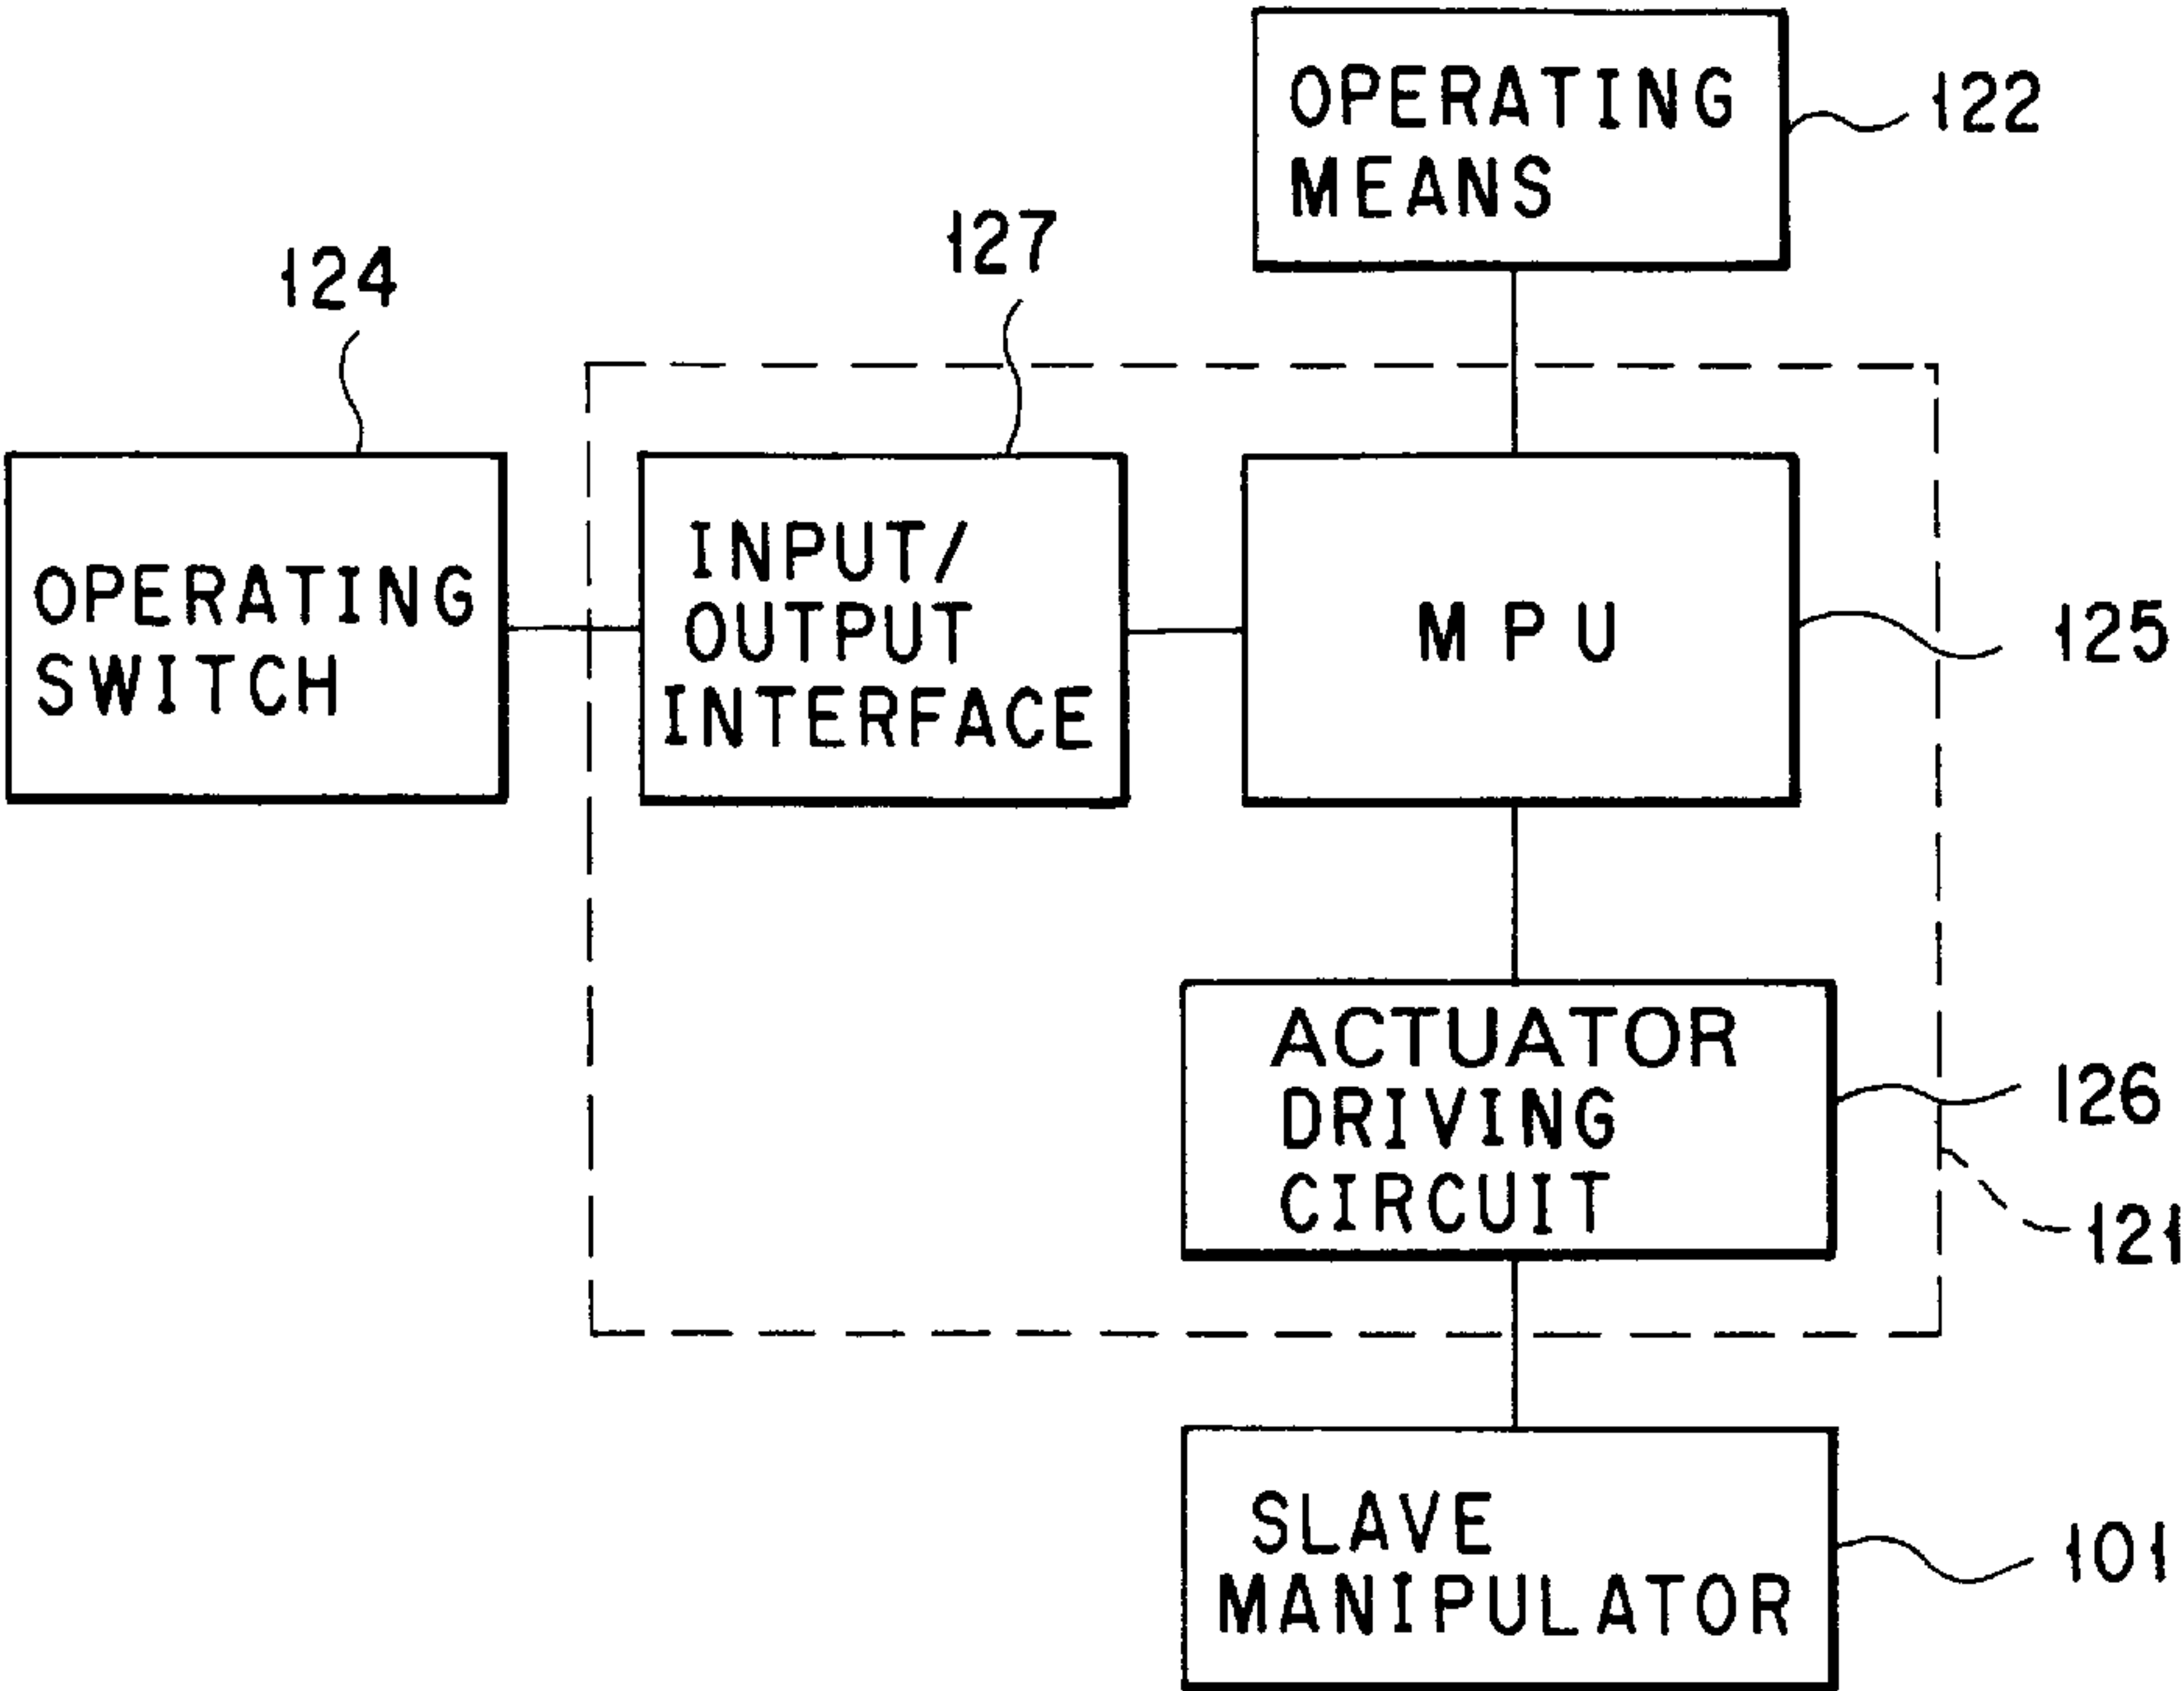 OPERATING
MEANS
122
127
124
OPERATING
SWITCH
INPUT/
OUTPUT
INTERFACE
MPU
125
ACTUATOR
DRIVING
CIRCUIT
126
121
SLAVE
MANIPULATOR
101